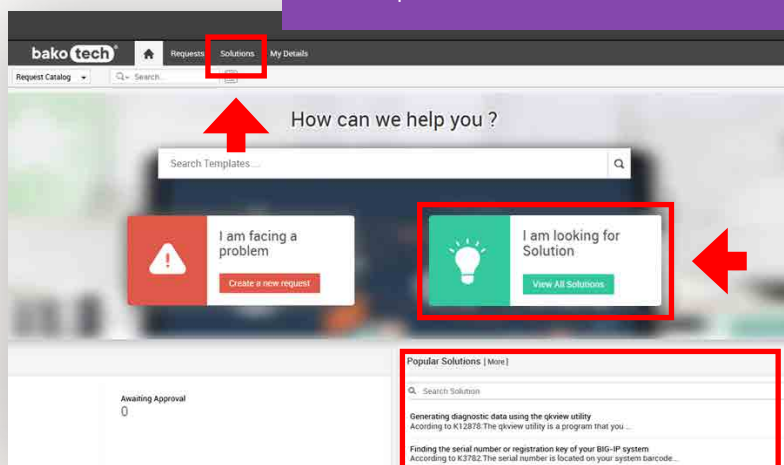 bako tech
Requests
Solutions
My Details
Request Catalog
Search...
How can we help you ?
Search Templates ...
I am facing a
problem
Create a new request
I am looking for
Solution
View All Solutions
Popular Solutions [More]
Search Solution
Awaiting Approval
0
Generating diagnostic data using the qkview utility
Acording to K12878:The qkview utility is a program that you ...
Finding the serial number or registration key of your BIG-IP system
According to K3782.The serial number is located on your system barcode...